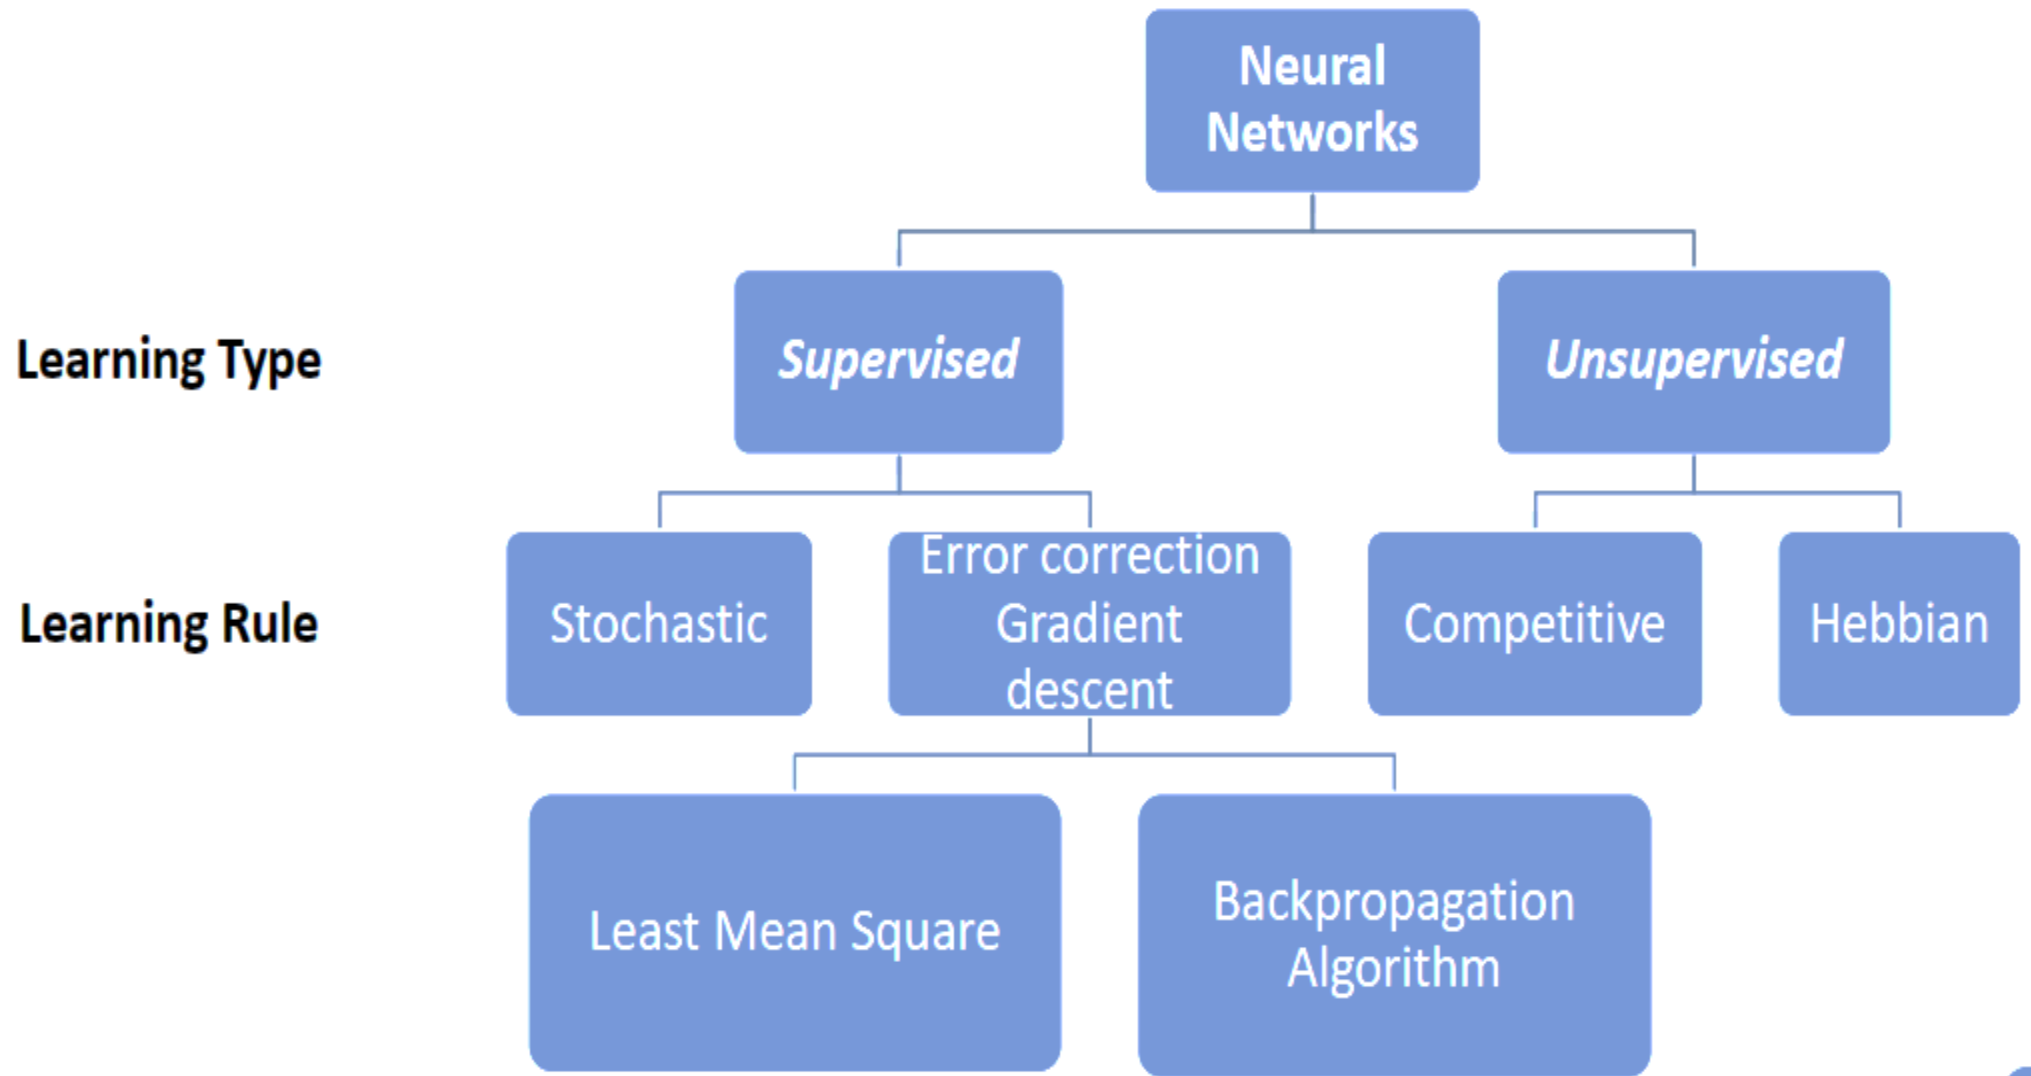 Neural
Networks
Learning Type
Supervised
Unsupervised
Learning Rule
Stochastic
Error correction
Gradient
descent
Competitive
Hebbian
Least Mean Square
Backpropagation
Algorithm